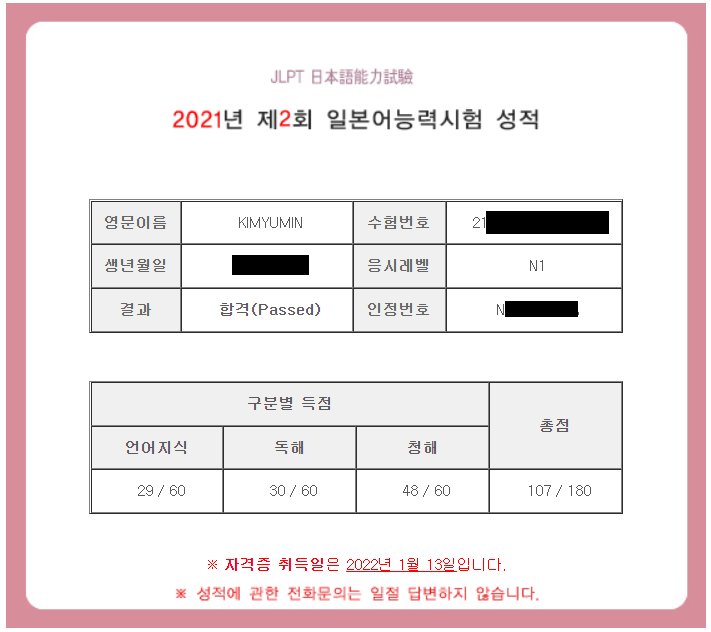 JLPT 日本語能力試驗
2021년 제2회 일본어능력시험 성적
영문이름 KIMYUMIN 수험번호 21
생년월일 응시레벨 N1
결과 합격(Passed) 인정번호 N
구분별 득점 총점
언어지식 독해 청해
29 / 60 30 / 60 48 / 60 107 / 180
※ 자격증 취득일은 2022년 1월 13일입니다.
※ 성적에 관한 전화문의는 일절 답변하지 않습니다.